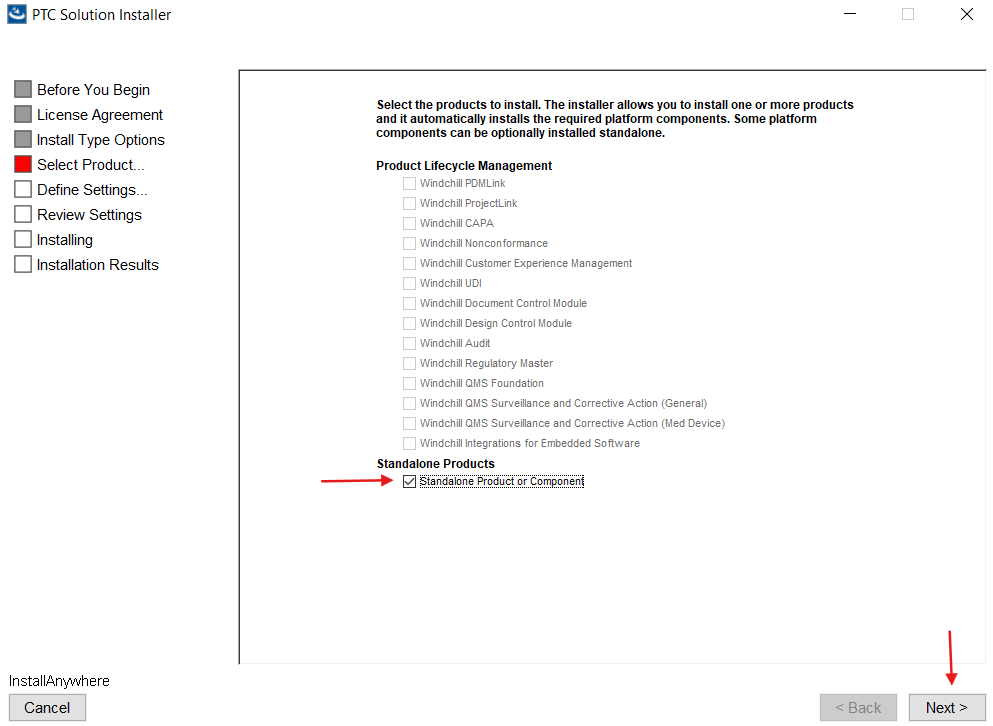 PTC Solution Installer
Before You Begin
License Agreement
Install Type Options
Select Product...
Define Settings...
Review Settings
Installing
Installation Results
Select the products to install. The installer allows you to install one or more products
and it automatically installs the required platform components. Some platform
components can be optionally installed standalone.
Product Lifecycle Management
Windchill PDMLink
Windchill ProjectLink
Windchill CAPA
Windchill Nonconformance
Windchill Customer Experience Management
Windchill UDI
Windchill Document Control Module
Windchill Design Control Module
Windchill Audit
Windchill Regulatory Master
Windchill QMS Foundation
Windchill QMS Surveillance and Corrective Action (General)
Windchill QMS Surveillance and Corrective Action (Med Device)
Windchill Integrations for Embedded Software
Standalone Products
Standalone Product or Component
InstallAnywhere
Cancel
< Back
Next >